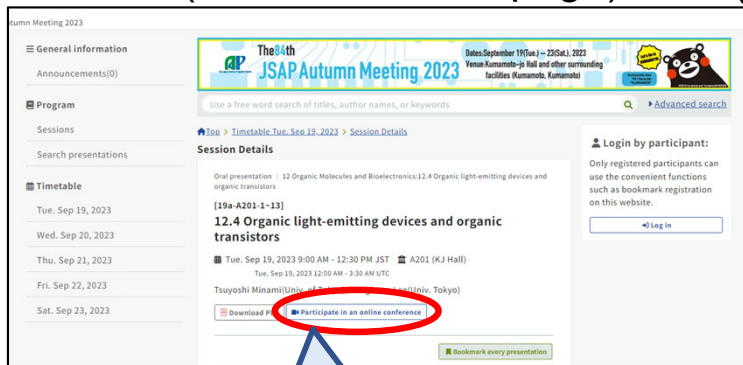 utumn Meeting 2023
General information
Announcements(0)
Program
Sessions
Search presentations
Timetable
Tue. Sep 19, 2023
Wed. Sep 20, 2023
Thu. Sep 21, 2023
Fri. Sep 22, 2023
Sat. Sep 23, 2023
The84th
JSAP Autumn Meeting 2023
Dates:September 19(Tue.) – 23(Sat.), 2023
Venue:Kumamoto-jo Hall and other surrounding
facilities (Kumamoto, Kumamoto)
Use a free word search of titles, author names, or keywords
Advanced search
Top > Timetable Tue. Sep 19, 2023 > Session Details
Session Details
Oral presentation | 12 Organic Molecules and Bioelectronics:12.4 Organic light-emitting devices and
organic transistors
[19a-A201-1~13]
12.4 Organic light-emitting devices and organic
transistors
Tue. Sep 19, 2023 9:00 AM - 12:30 PM JST A201 (KJ Hall)
Tue. Sep 19, 2023 12:00 AM - 3:30 AM UTC
Tsuyoshi Minami(Univ. of (Univ. Tokyo)
Download
Participate in an online conference
Bookmark every presentation
Login by participant:
Only registered participants can
use the convenient functions
such as bookmark registration
on this website.
Log in